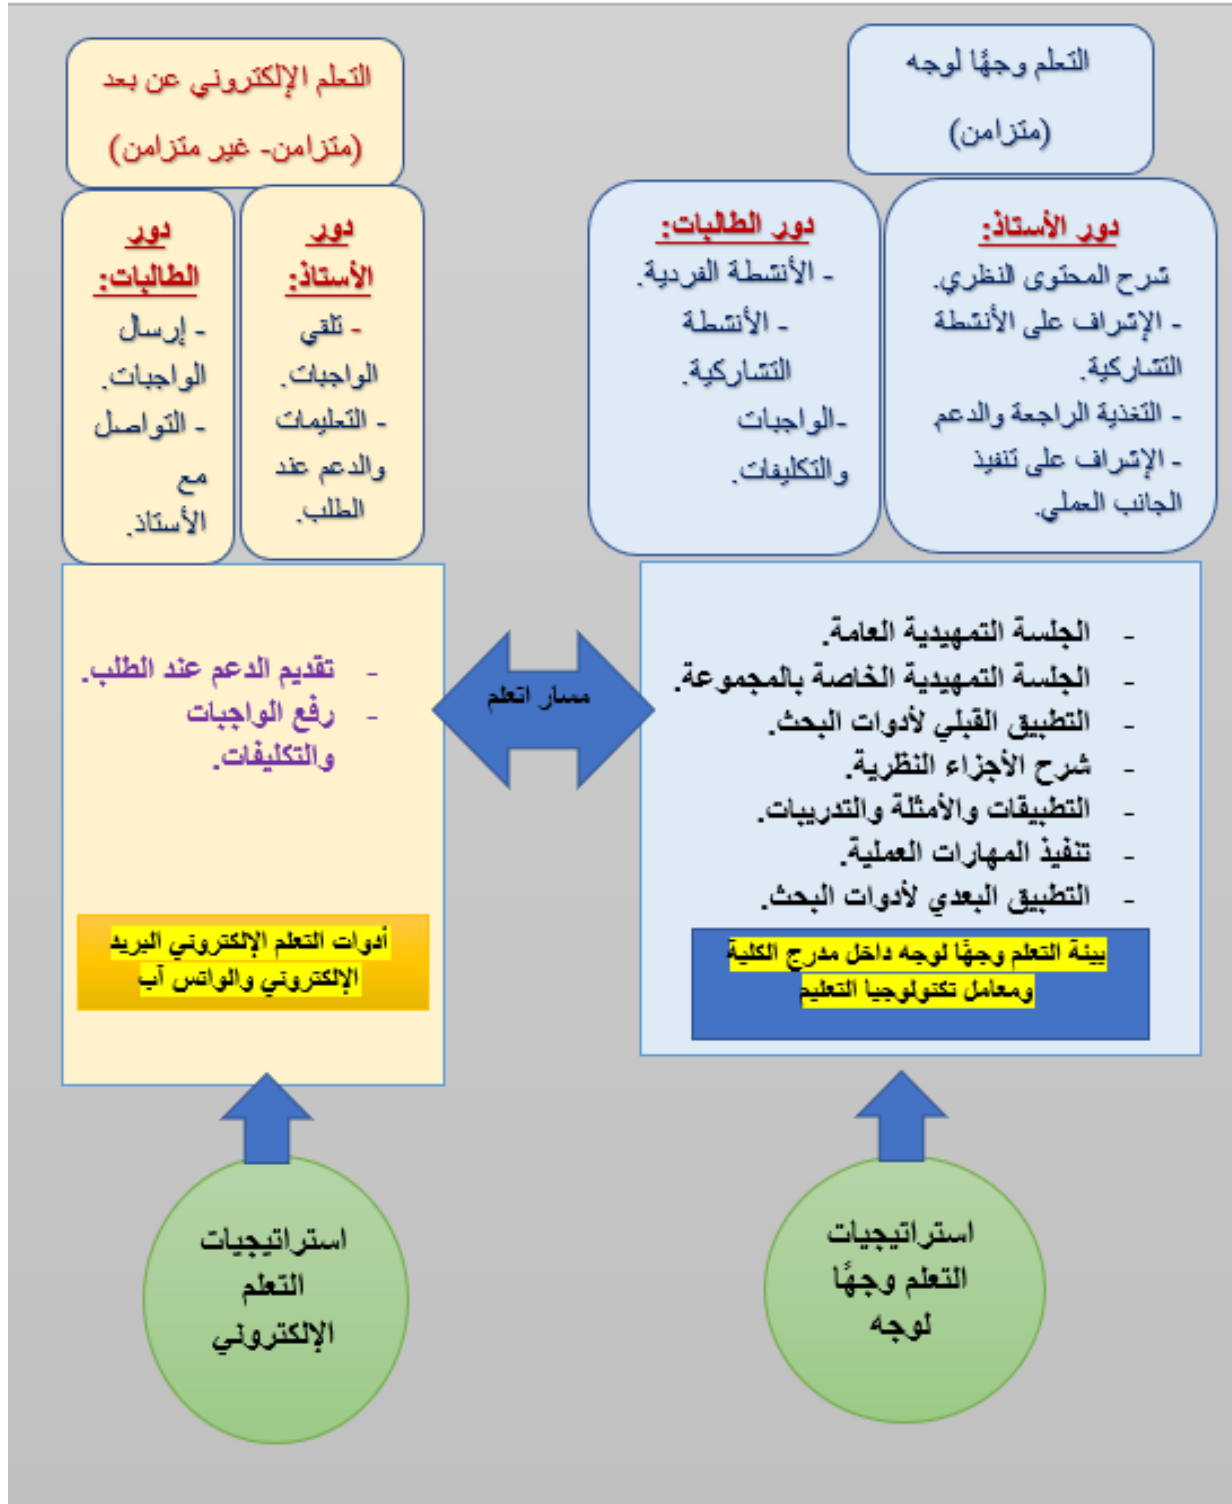 التعلم وجهًا لوجه
(متزامن)
دور الأستاذ:
شرح المحتوى النظري.
- الإشراف على الأنشطة
التشاركية.
- التغذية الراجعة والدعم
- الإشراف على تنفيذ
الجانب العملي.
دور الطالبات:
- الأنشطة الفردية.
- الأنشطة
التشاركية.
-الواجبات
والتكليفات.
- الجلسة التمهيدية العامة.
- الجلسة التمهيدية الخاصة بالمجموعة.
- التطبيق القبلي لأدوات البحث.
- شرح الأجزاء النظرية.
- التطبيقات والأمثلة والتدريبات.
- تنفيذ المهارات العملية.
- التطبيق البعدي لأدوات البحث.
بيئة التعلم وجهًا لوجه داخل مدرج الكلية
ومعامل تكنولوجيا التعليم
استراتيجيات
التعلم وجهًا
لوجه
مسار اتعلم
التعلم الإلكتروني عن بعد
(متزامن- غير متزامن)
دور
الأستاذ:
- تلقي
الواجبات.
- التعليمات
والدعم عند
الطلب.
دور
الطالبات:
- إرسال
الواجبات.
- التواصل
مع
الأستاذ.
- تقديم الدعم عند الطلب.
- رفع الواجبات
والتكليفات.
أدوات التعلم الإلكتروني البريد
الإلكتروني والواتس آب
استراتيجيات
التعلم
الإلكتروني